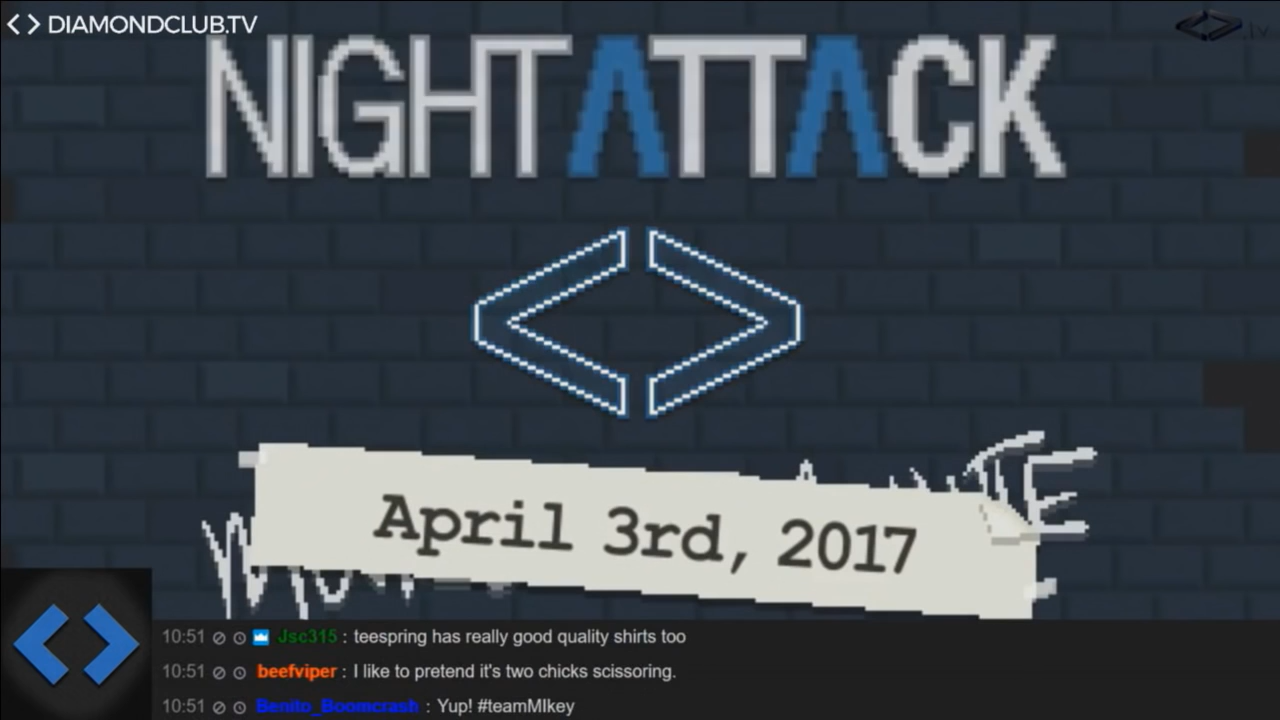 <> DIAMONDCLUB.TV
<>.tv
NIGHTATTACK
April 3rd, 2017
10:51 Jsc315 : teespring has really good quality shirts too
10:51 beefviper : I like to pretend it's two chicks scissoring.
10:51 Benito_Boomcrash : Yup! #teamMIkey